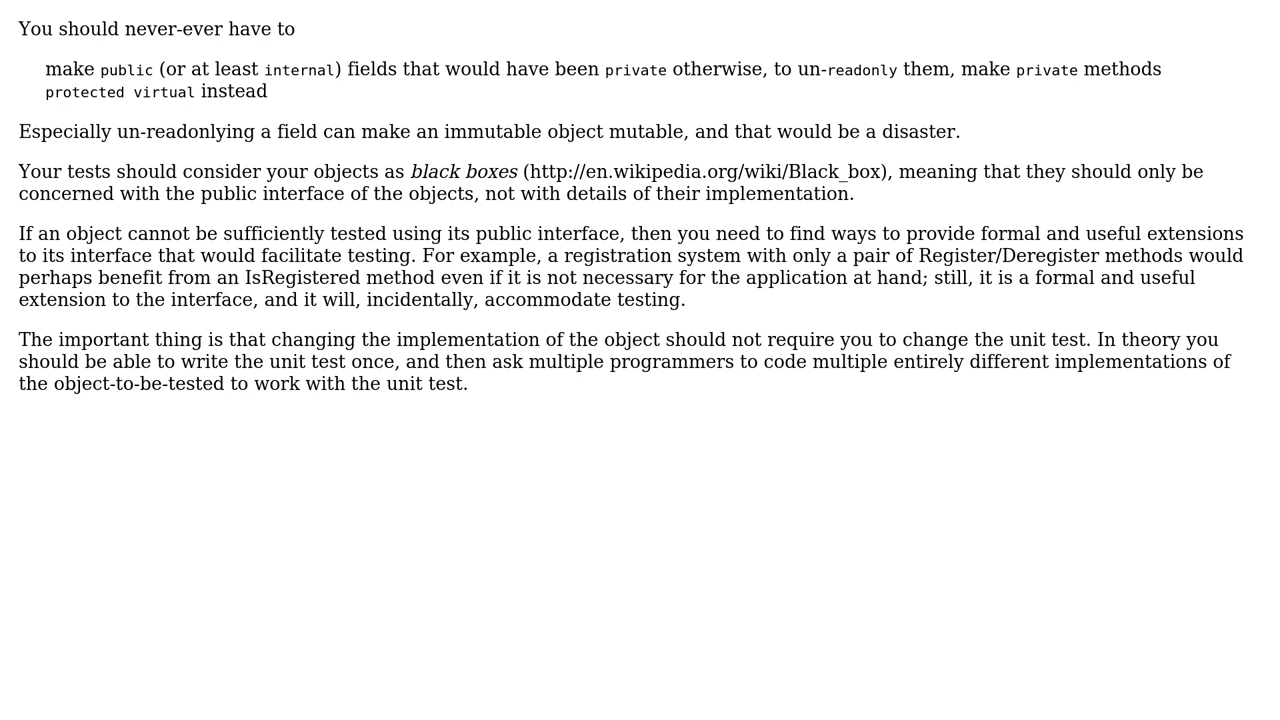 You should never-ever have to
make public (or at least internal) fields that would have been private otherwise, to un-readonly them, make private methods
protected virtual instead
Especially un-readonlying a field can make an immutable object mutable, and that would be a disaster.
Your tests should consider your objects as black boxes (http://en.wikipedia.org/wiki/Black_box), meaning that they should only be
concerned with the public interface of the objects, not with details of their implementation.
If an object cannot be sufficiently tested using its public interface, then you need to find ways to provide formal and useful extensions
to its interface that would facilitate testing. For example, a registration system with only a pair of Register/Deregister methods would
perhaps benefit from an IsRegistered method even if it is not necessary for the application at hand; still, it is a formal and useful
extension to the interface, and it will, incidentally, accommodate testing.
The important thing is that changing the implementation of the object should not require you to change the unit test. In theory you
should be able to write the unit test once, and then ask multiple programmers to code multiple entirely different implementations of
the object-to-be-tested to work with the unit test.